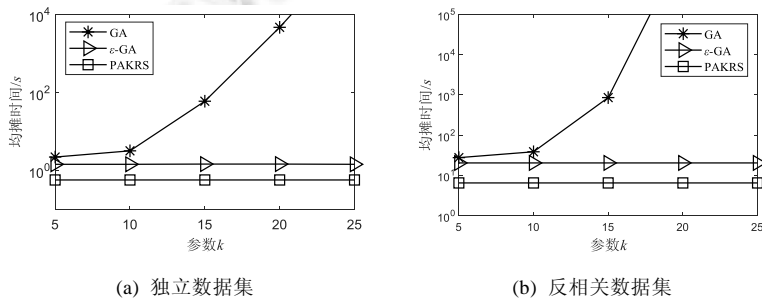 均摊时间/s
10^4
10^2
10^0
GA
ε-GA
PAKRS
5 10 15 20 25
参数k
(a) 独立数据集
均摊时间/s
10^5
10^4
10^3
10^2
10^1
10^0
GA
ε-GA
PAKRS
5 10 15 20 25
参数k
(b) 反相关数据集